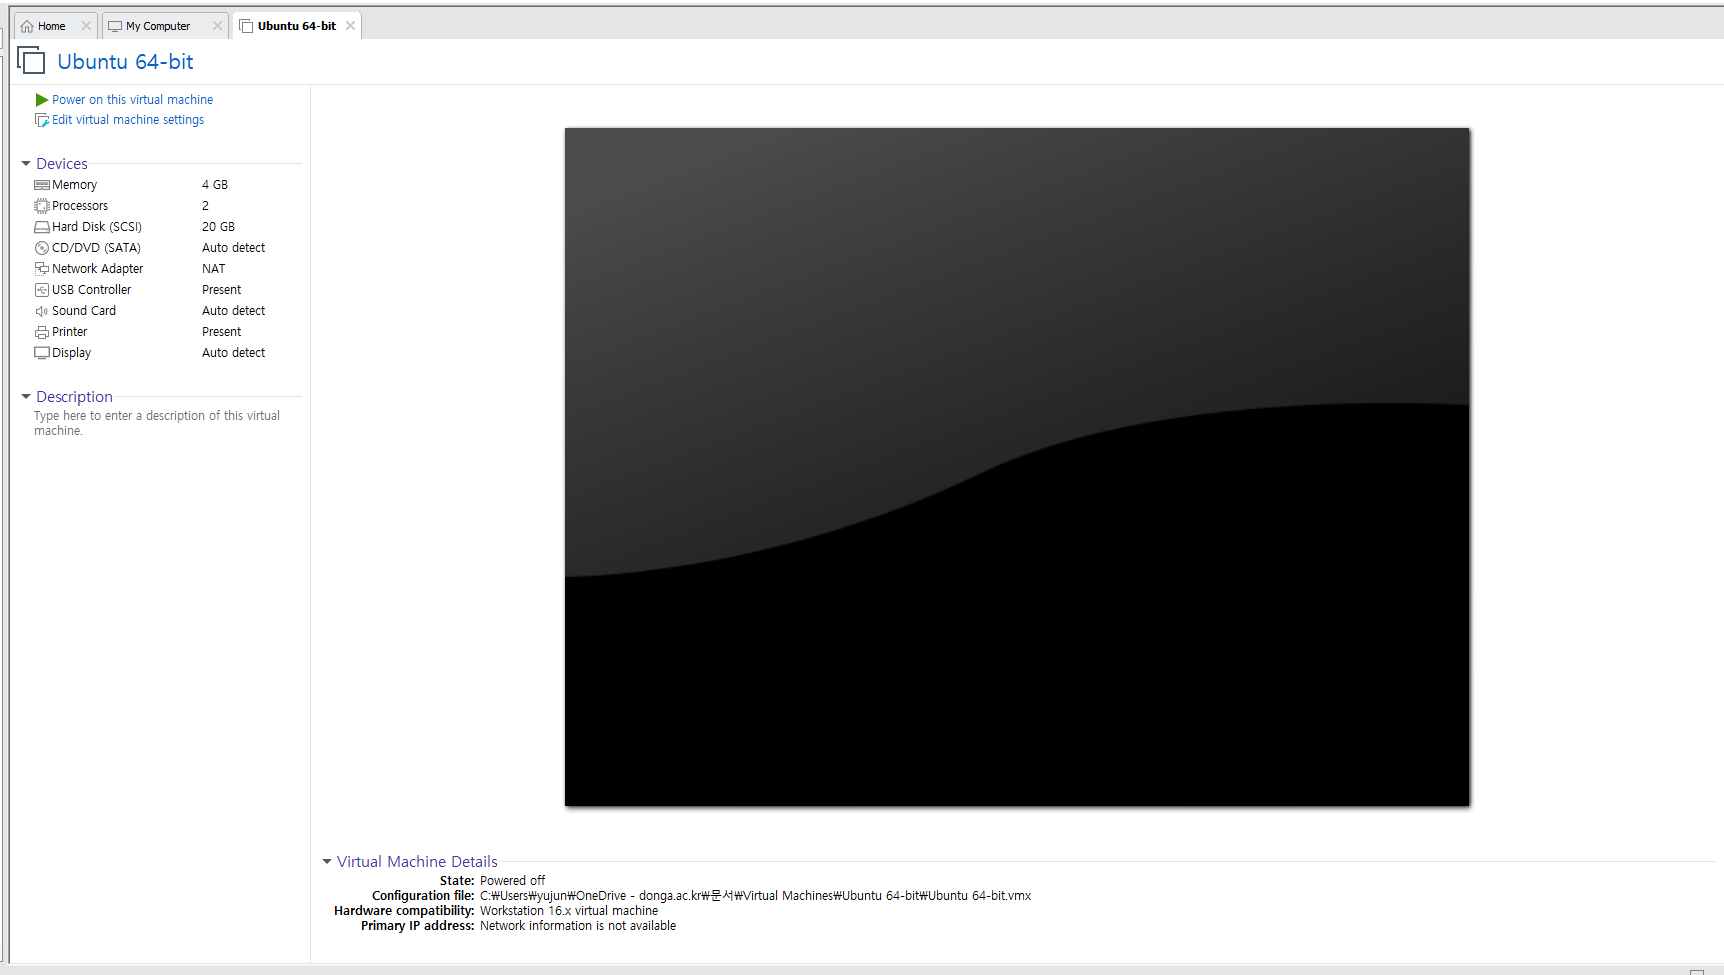 Home
My Computer
Ubuntu 64-bit
Ubuntu 64-bit
Power on this virtual machine
Edit virtual machine settings
Devices
Memory 4 GB
Processors 2
Hard Disk (SCSI) 20 GB
CD/DVD (SATA) Auto detect
Network Adapter NAT
USB Controller Present
Sound Card Auto detect
Printer Present
Display Auto detect
Description
Type here to enter a description of this virtual
machine.
Virtual Machine Details
State: Powered off
Configuration file: C:₩Users₩yujun₩OneDrive - donga.ac.kr₩문서₩Virtual Machines₩Ubuntu 64-bit₩Ubuntu 64-bit.vmx
Hardware compatibility: Workstation 16.x virtual machine
Primary IP address: Network information is not available